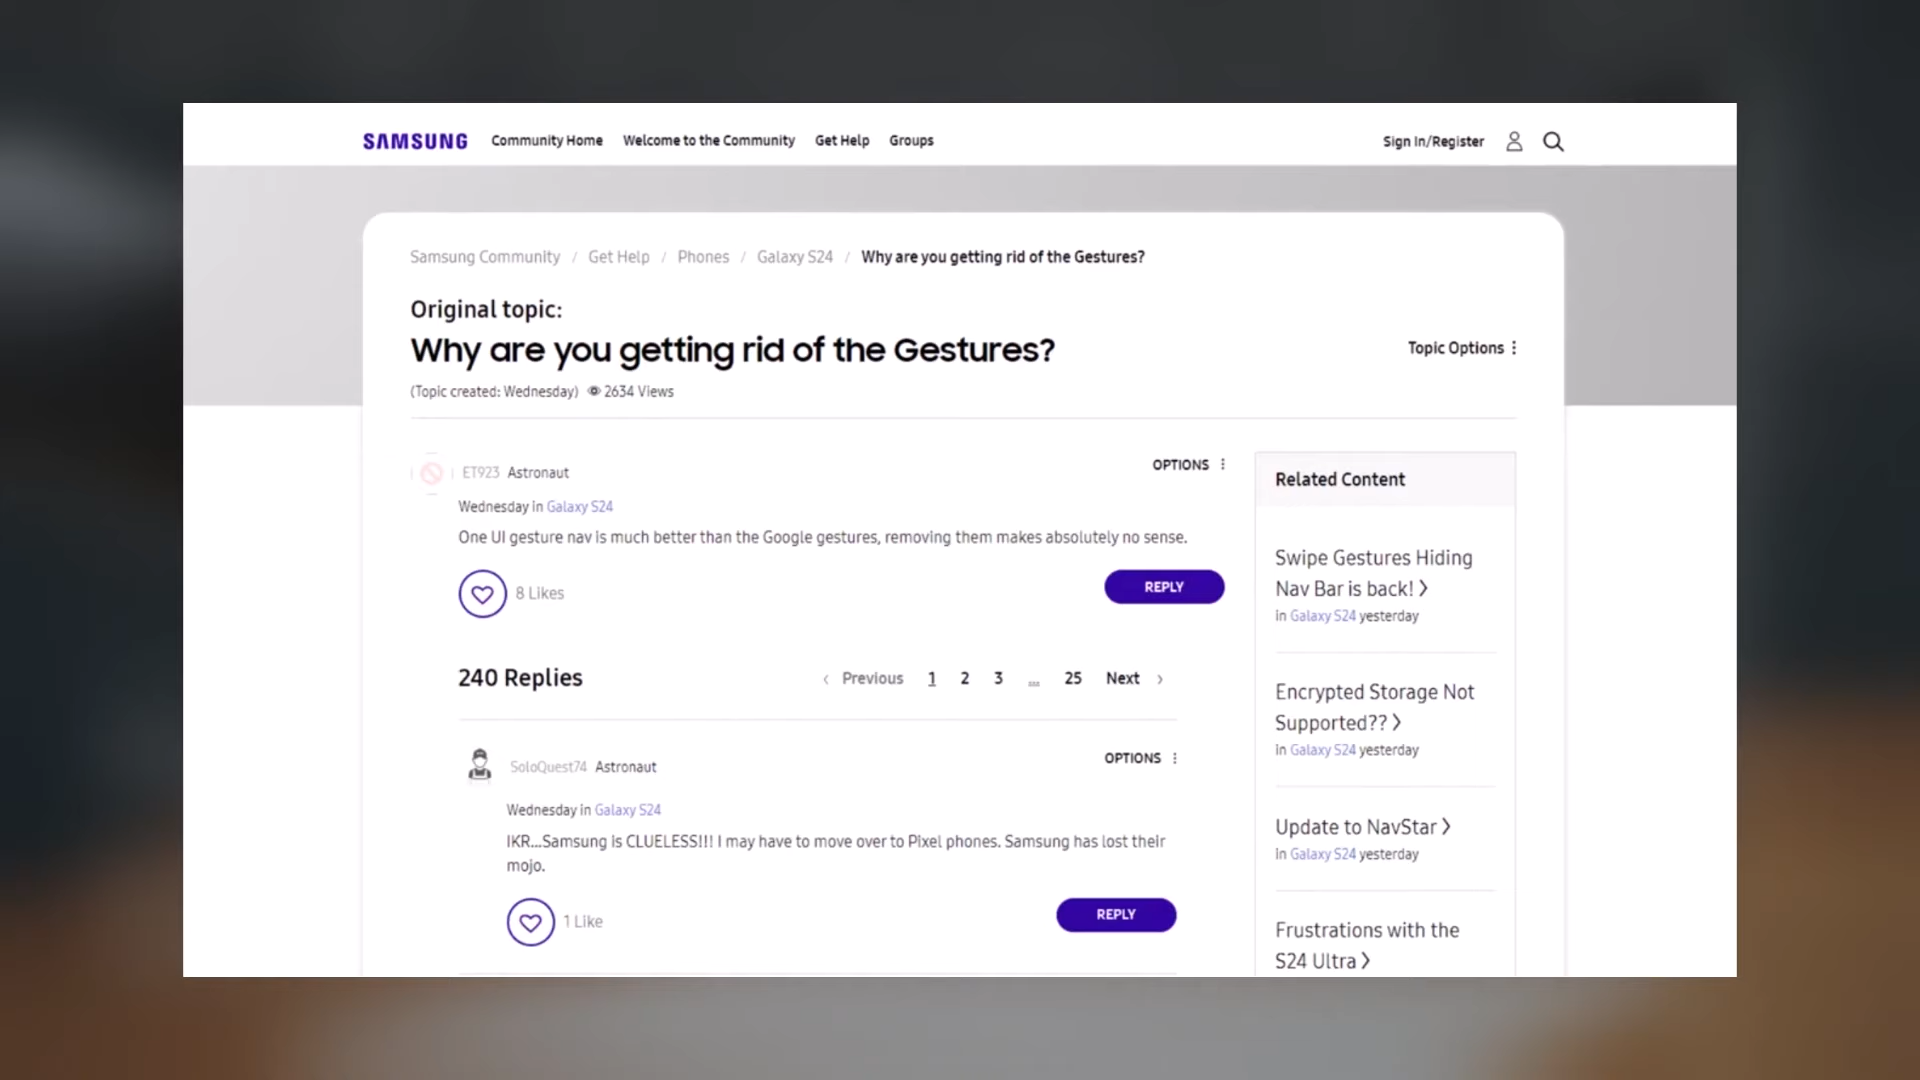 SAMSUNG Community Home Welcome to the Community Get Help Groups Sign In/Register
Samsung Community / Get Help / Phones / Galaxy S24 / Why are you getting rid of the Gestures?
Original topic:
Why are you getting rid of the Gestures?
Topic Options
(Topic created: Wednesday) 2634 Views
ET923 Astronaut
OPTIONS
Wednesday in Galaxy S24
One UI gesture nav is much better than the Google gestures, removing them makes absolutely no sense.
8 Likes
REPLY
240 Replies
‹ Previous 1 2 3 ... 25 Next ›
SoloQuest74 Astronaut
OPTIONS
Wednesday in Galaxy S24
IKR...Samsung is CLUELESS!!! I may have to move over to Pixel phones. Samsung has lost their
mojo.
1 Like
REPLY
Related Content
Swipe Gestures Hiding
Nav Bar is back! >
in Galaxy S24 yesterday
Encrypted Storage Not
Supported?? >
in Galaxy S24 yesterday
Update to NavStar >
in Galaxy S24 yesterday
Frustrations with the
S24 Ultra >